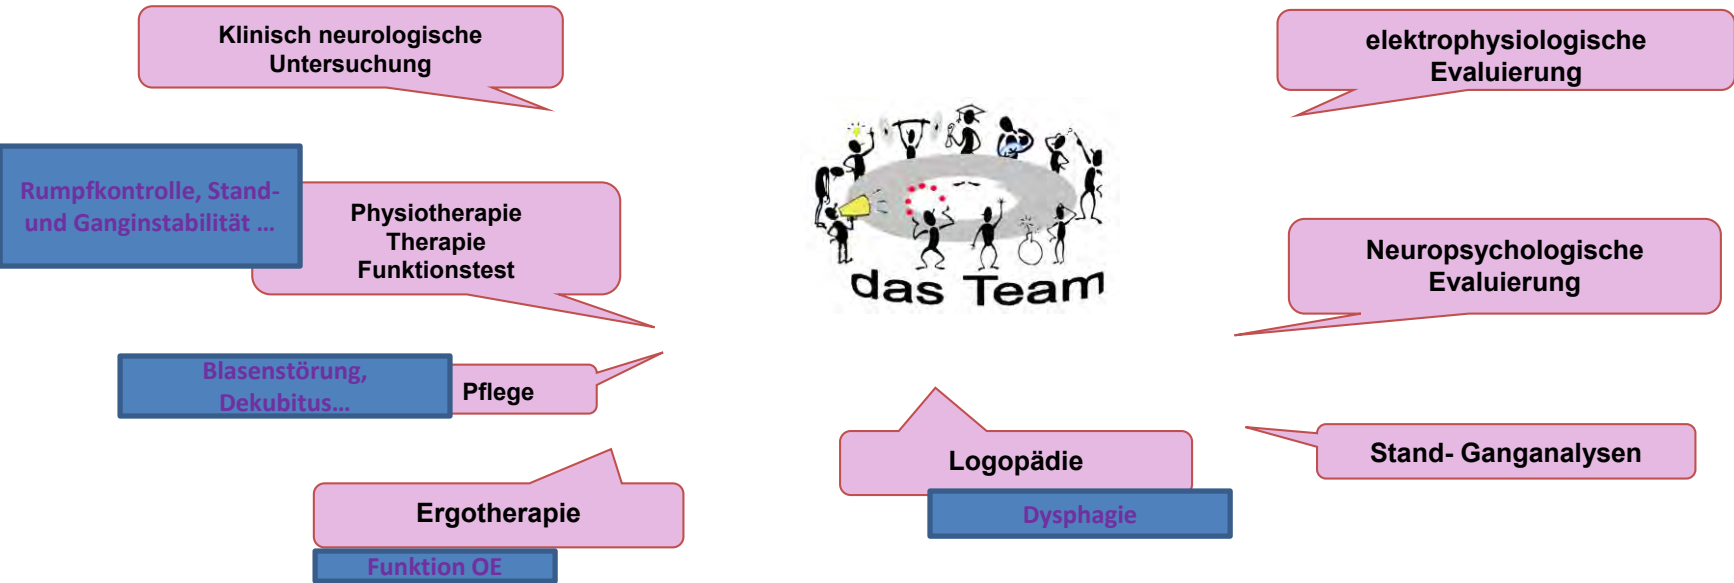 Klinisch neurologische
Untersuchung
elektrophysiologische
Evaluierung
Rumpfkontrolle, Stand-
und Ganginstabilität ...
Physiotherapie
Therapie
Funktionstest
das Team
Neuropsychologische
Evaluierung
Blasenstörung,
Dekubitus...
Pflege
Logopädie
Dysphagie
Stand- Ganganalysen
Ergotherapie
Funktion OE